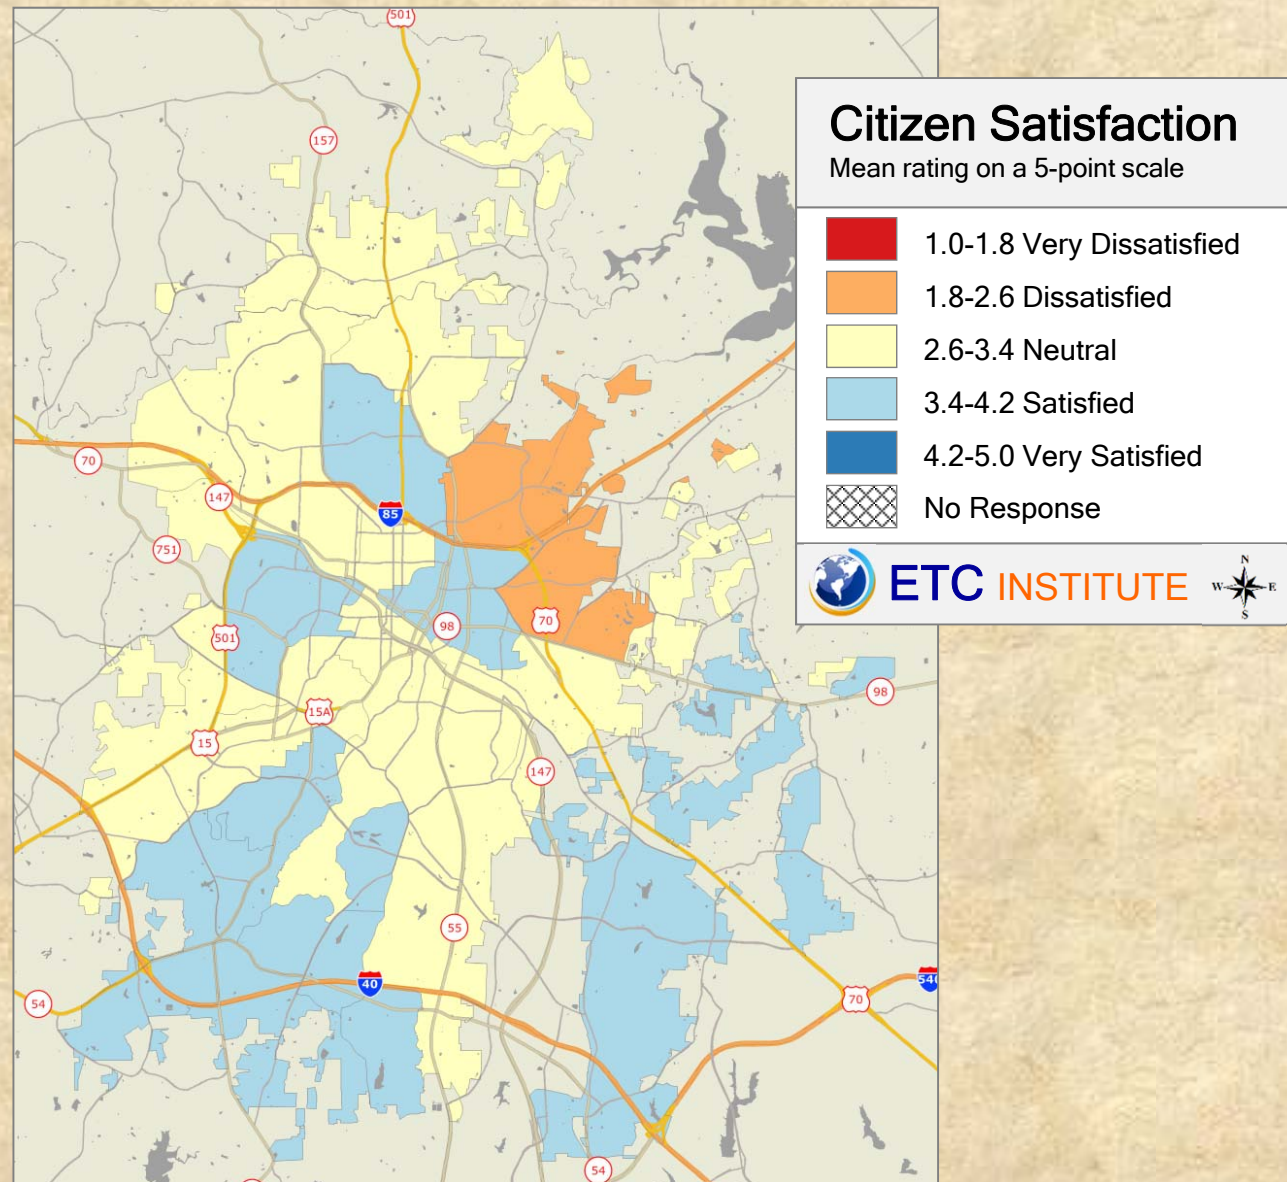 501
157
Citizen Satisfaction
Mean rating on a 5-point scale
1.0-1.8 Very Dissatisfied
1.8-2.6 Dissatisfied
2.6-3.4 Neutral
3.4-4.2 Satisfied
4.2-5.0 Very Satisfied
No Response
ETC INSTITUTE
N
W
E
S
70
147
85
751
98
70
501
98
15A
15
147
55
40
54
70
540
54